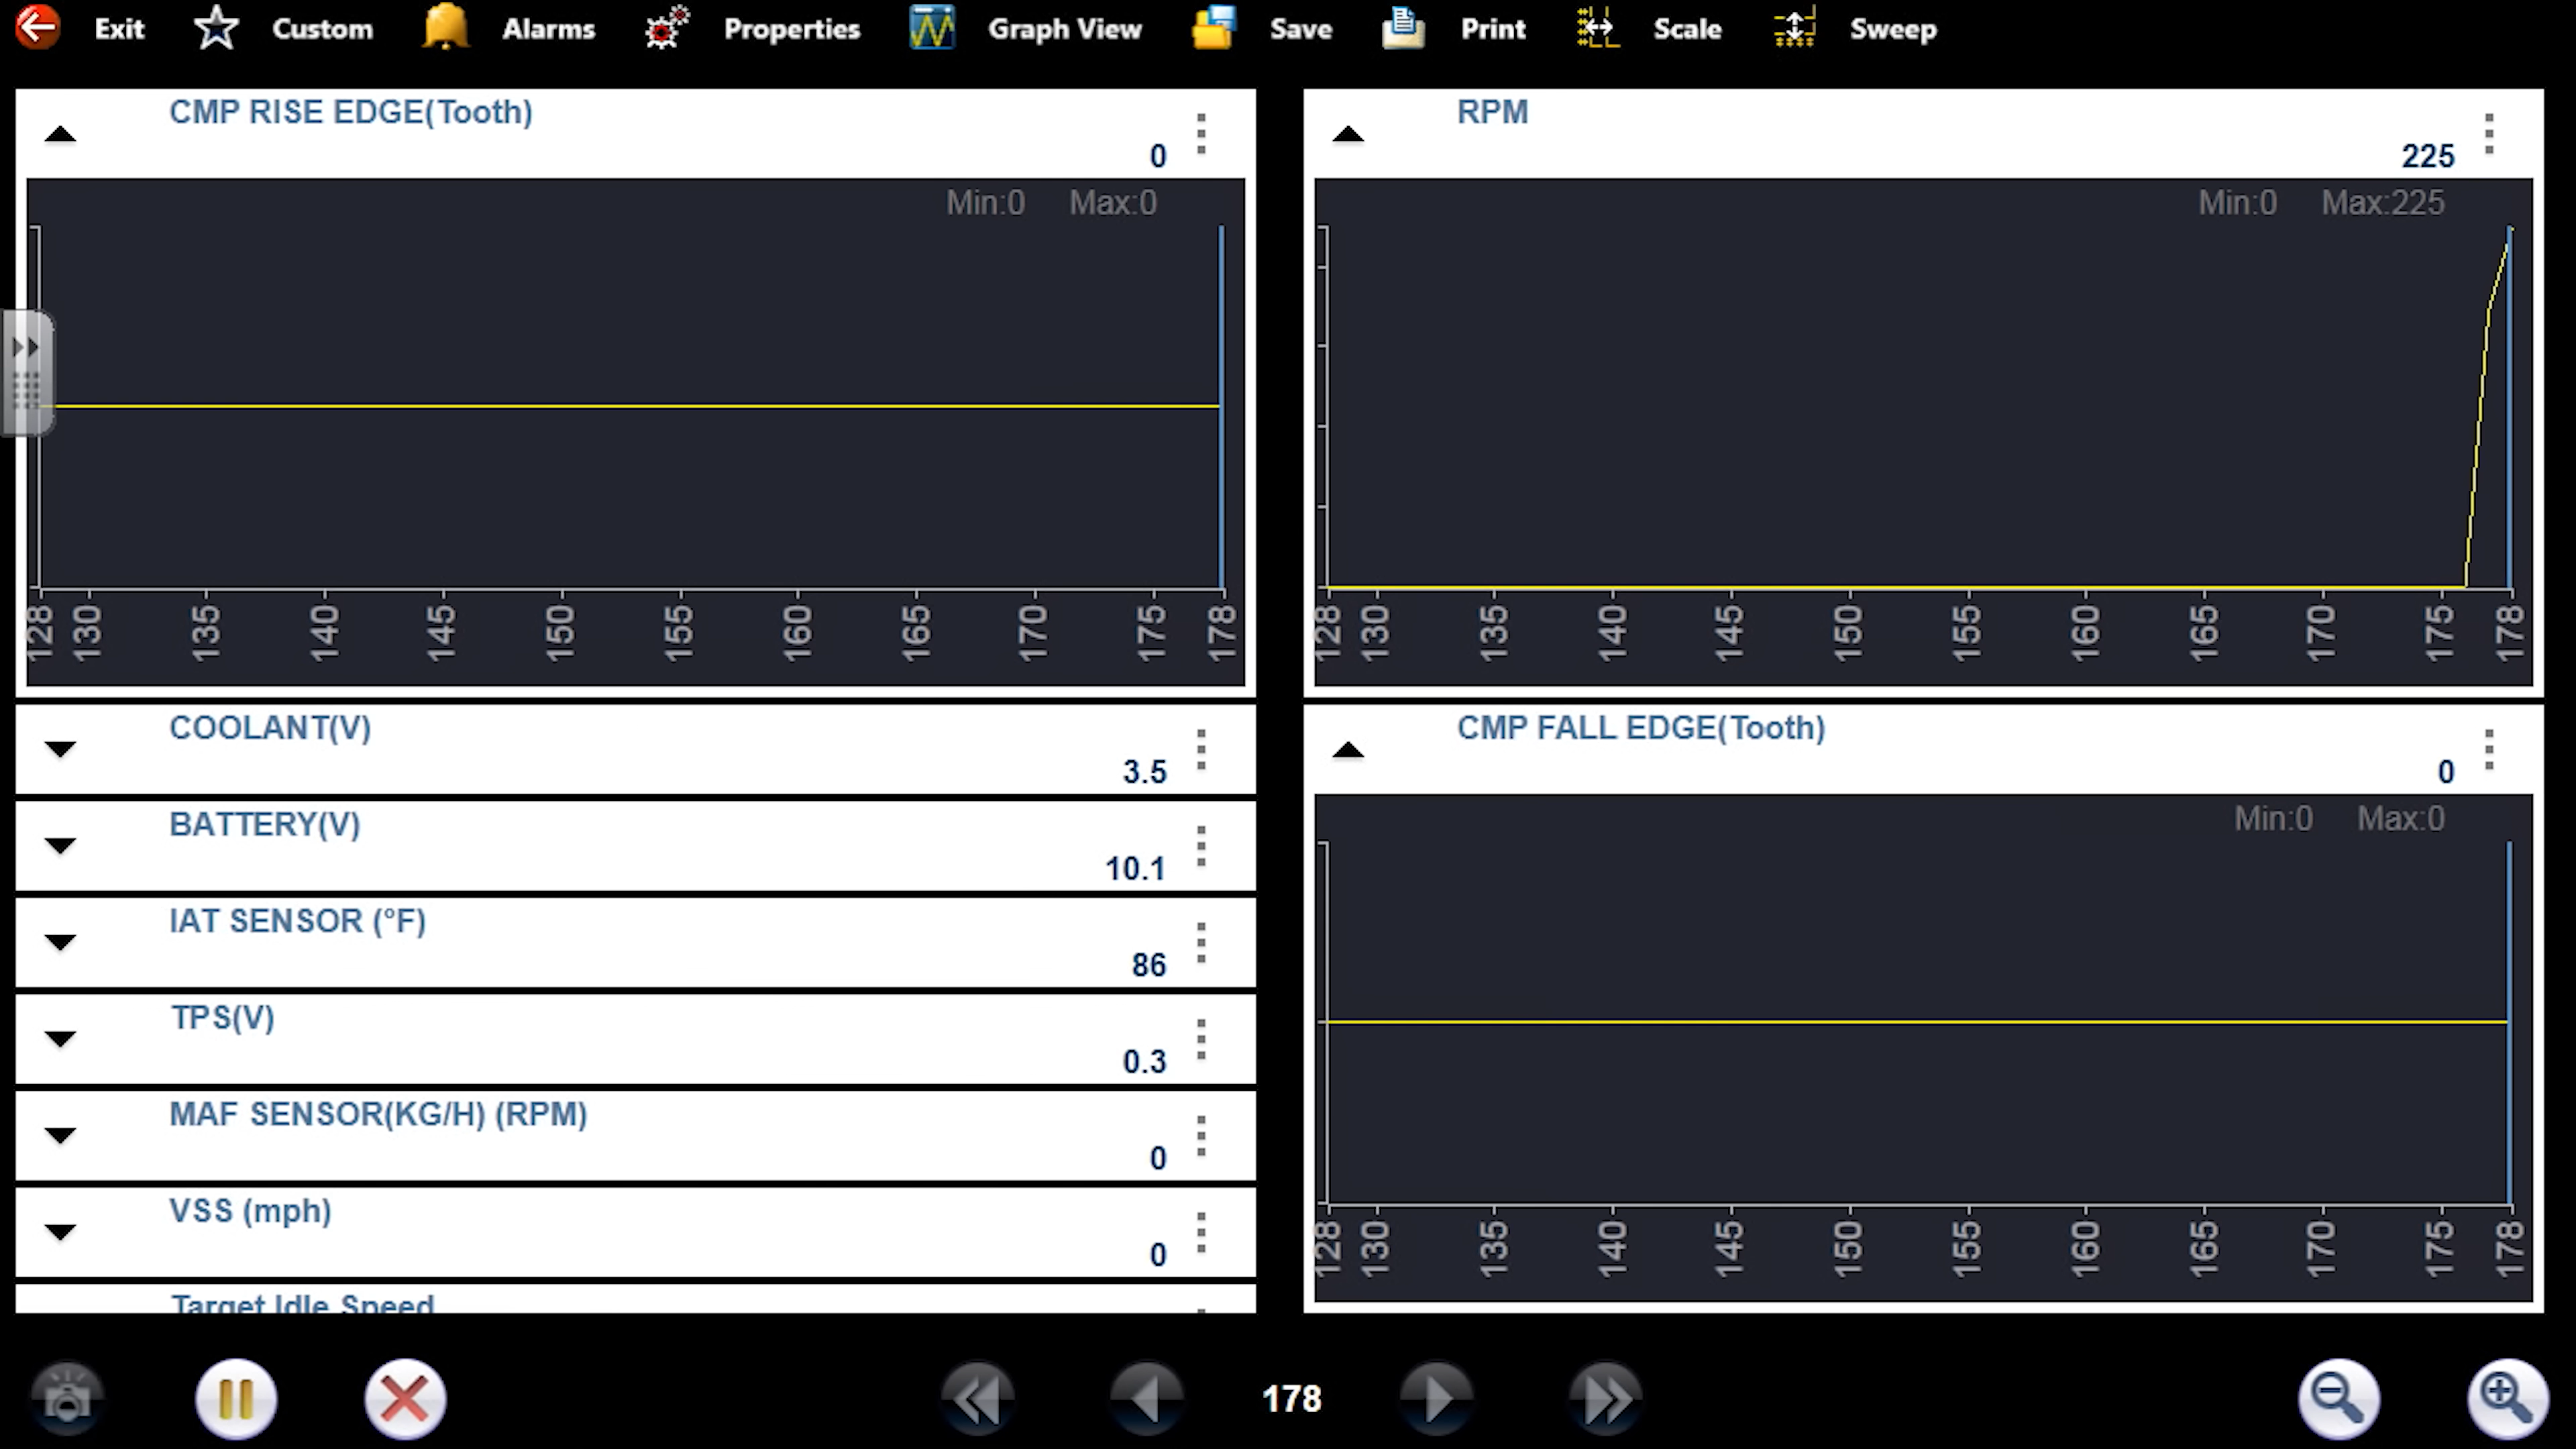 Exit Custom Alarms Properties Graph View Save Print Scale Sweep
CMP RISE EDGE(Tooth)
0
Min:0 Max:0
128 130 135 140 145 150 155 160 165 170 175 178
COOLANT(V)
3.5
BATTERY(V)
10.1
IAT SENSOR (°F)
86
TPS(V)
0.3
MAF SENSOR(KG/H) (RPM)
0
VSS (mph)
0
Target Idle Speed
RPM
225
Min:0 Max:225
128 130 135 140 145 150 155 160 165 170 175 178
CMP FALL EDGE(Tooth)
0
Min:0 Max:0
128 130 135 140 145 150 155 160 165 170 175 178
178